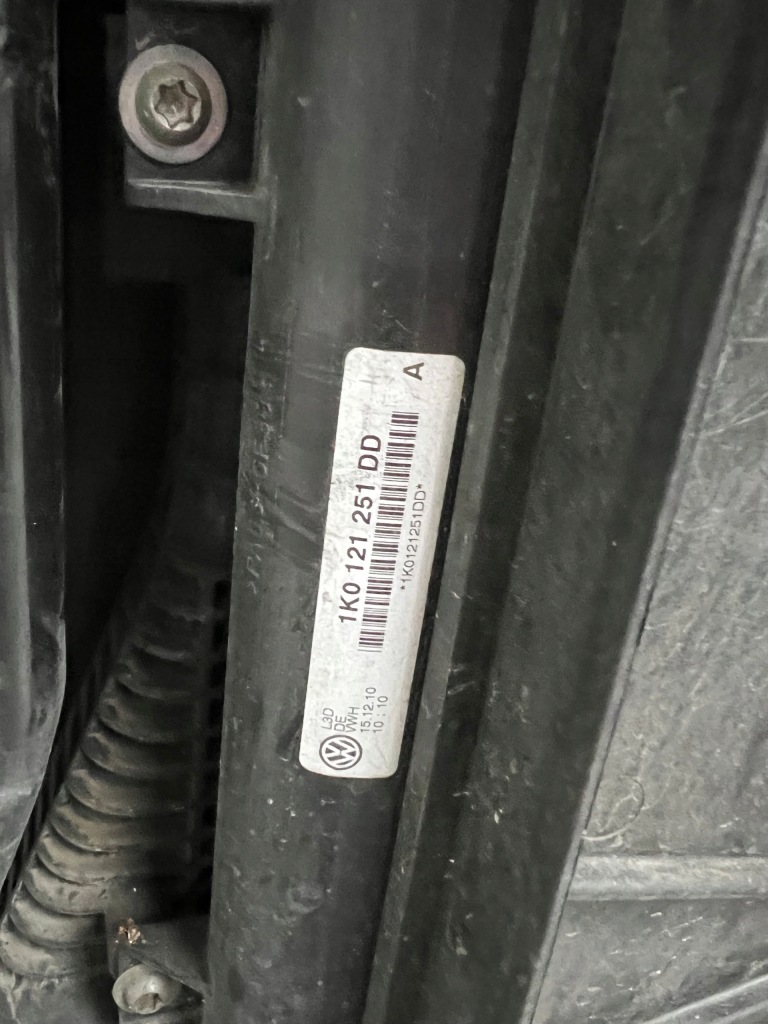 A
1K0 121 251 DD
*1K0121251DD*
L3D
DE
VWH
15.12.10
10 : 10